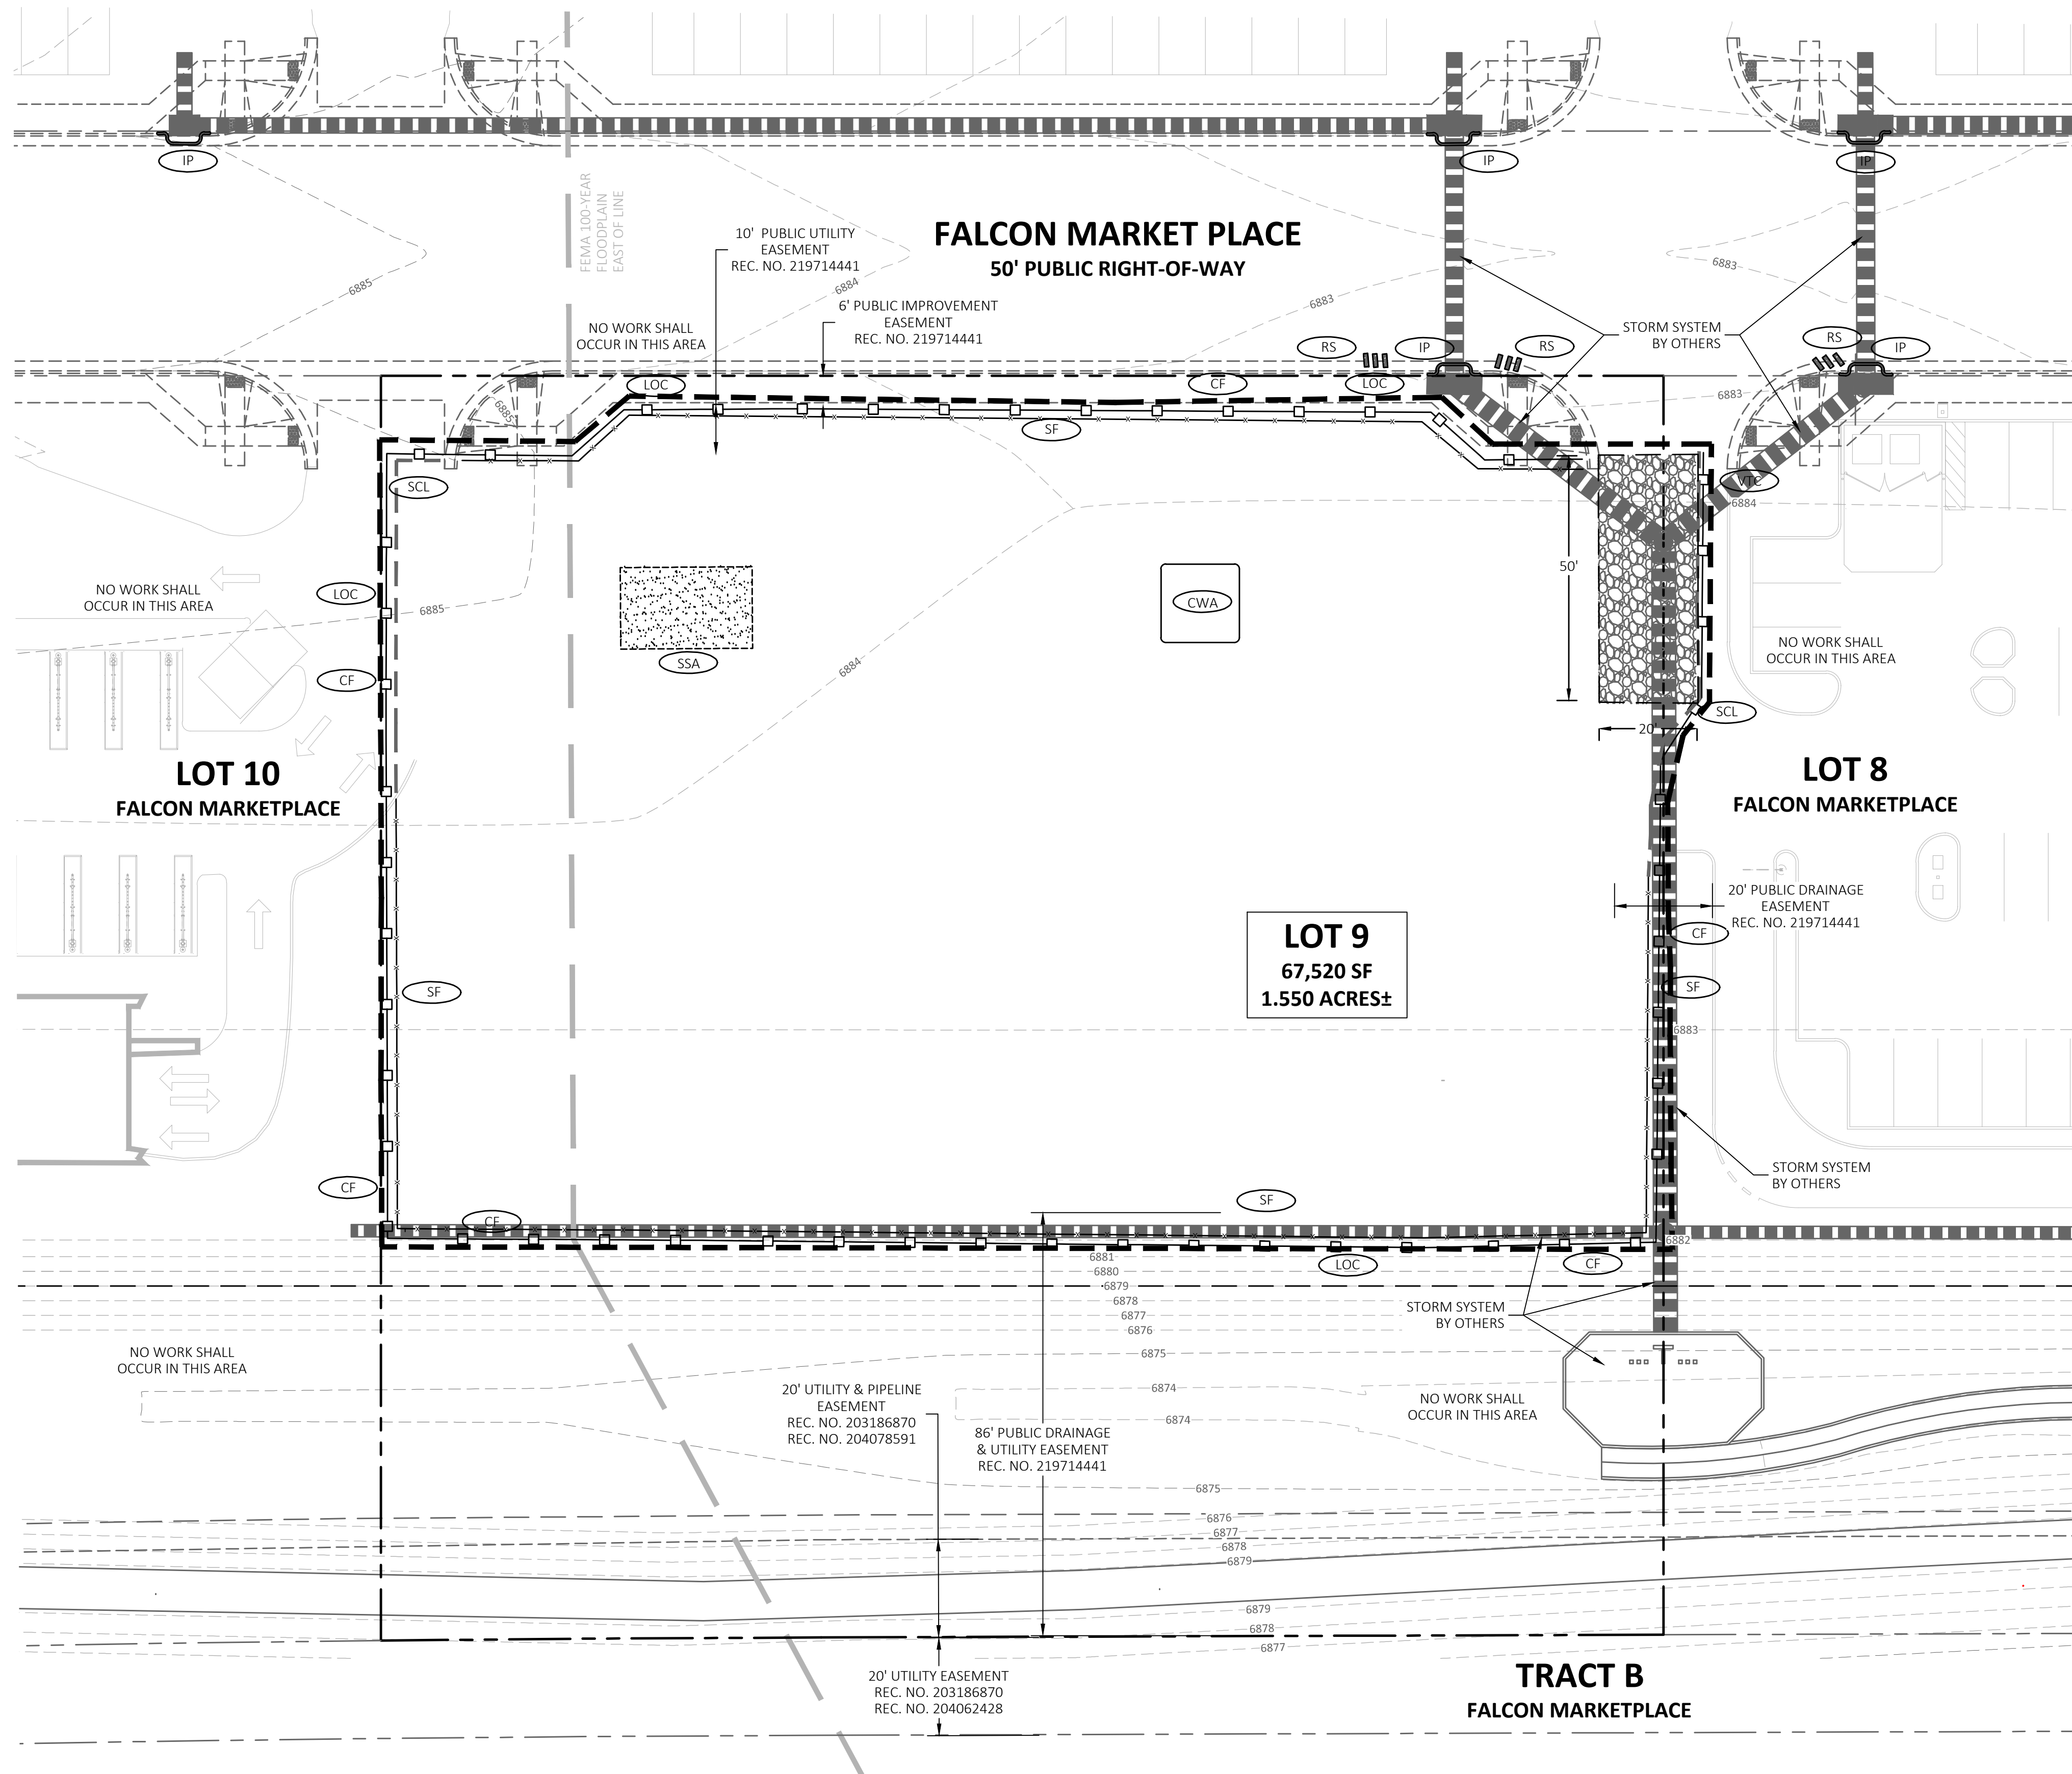 IP
IP
IP
FEMA 100-YEAR
FLOODPLAIN
EAST OF LINE
10' PUBLIC UTILITY
EASEMENT
REC. NO. 219714441
FALCON MARKET PLACE
50' PUBLIC RIGHT-OF-WAY
6885
6884
6883
6883
6' PUBLIC IMPROVEMENT
EASEMENT
REC. NO. 219714441
NO WORK SHALL
OCCUR IN THIS AREA
STORM SYSTEM
BY OTHERS
RS
IP
RS
RS
IP
LOC
CF
LOC
6883
6885
SF
SCL
VTC
6884
50'
NO WORK SHALL
OCCUR IN THIS AREA
LOC
6885
CWA
SSA
6884
NO WORK SHALL
OCCUR IN THIS AREA
CF
SCL
20'
LOT 10
FALCON MARKETPLACE
LOT 8
FALCON MARKETPLACE
20' PUBLIC DRAINAGE
EASEMENT
REC. NO. 219714441
CF
LOT 9
67,520 SF
1.550 ACRES±
SF
SF
6883
STORM SYSTEM
BY OTHERS
CF
CF
SF
6882
6881
6880
6879
6878
6877
6876
6875
LOC
CF
STORM SYSTEM
BY OTHERS
NO WORK SHALL
OCCUR IN THIS AREA
20' UTILITY & PIPELINE
EASEMENT
REC. NO. 203186870
REC. NO. 204078591
6874
6874
NO WORK SHALL
OCCUR IN THIS AREA
86' PUBLIC DRAINAGE
& UTILITY EASEMENT
REC. NO. 219714441
6875
6876
6877
6878
6879
6879
6878
6877
20' UTILITY EASEMENT
REC. NO. 203186870
REC. NO. 204062428
TRACT B
FALCON MARKETPLACE